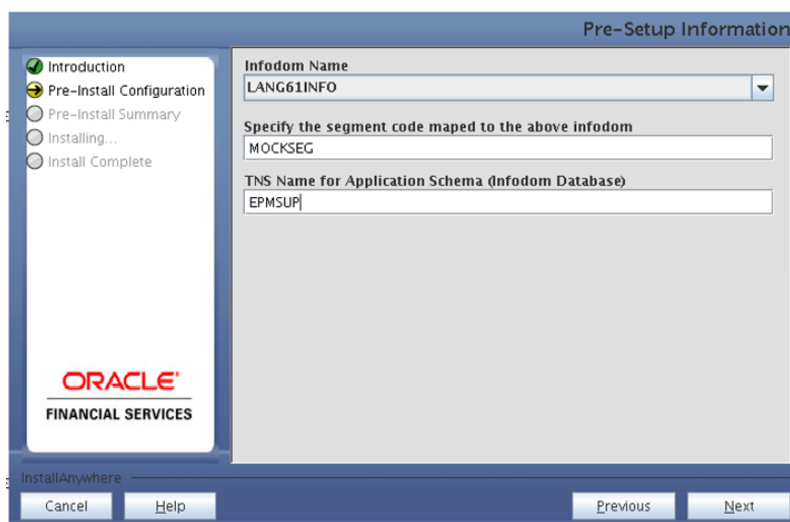 Pre-Setup Information
Introduction
Pre-Install Configuration
Pre-Install Summary
Installing...
Install Complete
ORACLE
FINANCIAL SERVICES
Infodom Name
LANG61INFO
Specify the segment code maped to the above infodom
MOCKSEG
TNS Name for Application Schema (Infodom Database)
EPMSUP
InstallAnywhere
Cancel
Help
Previous
Next